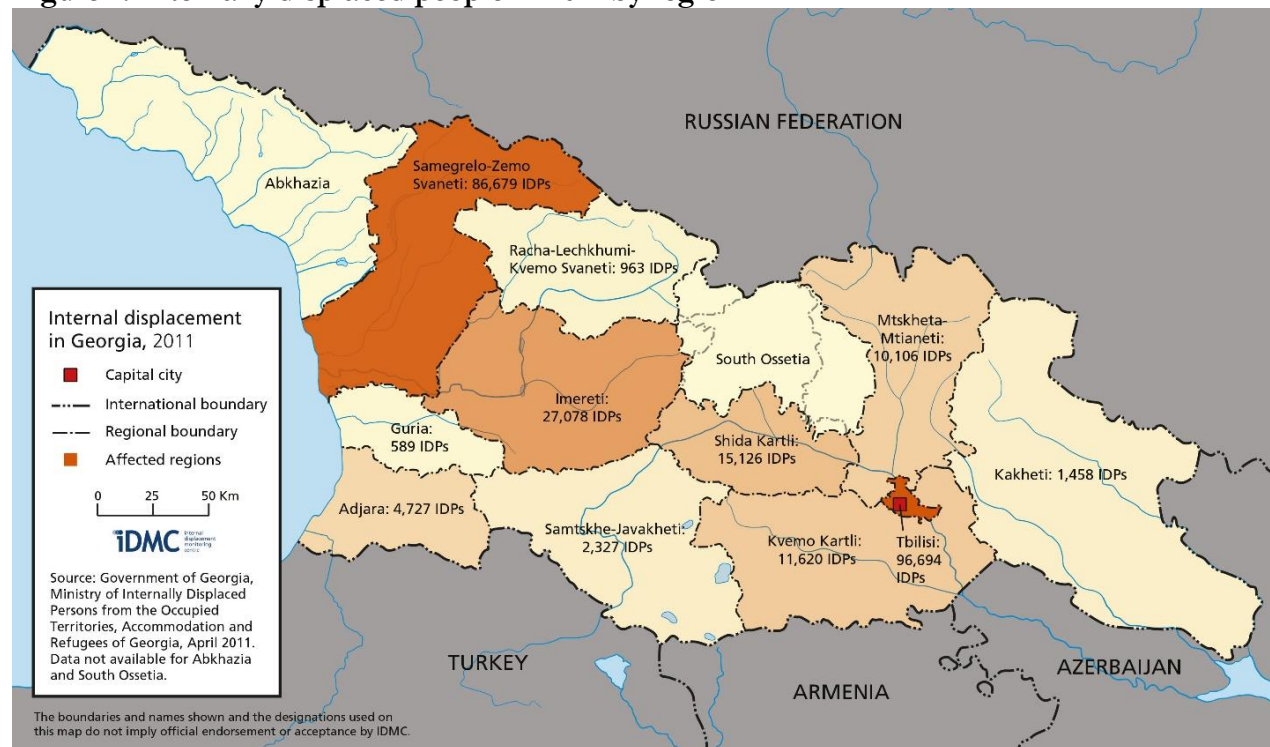 RUSSIAN FEDERATION
Samegrelo-Zemo
Svaneti: 86,679 IDPs
Abkhazia
Racha-Lechkhumi-
Kvemo Svaneti: 963 IDPs
Mtskheta-
Mtianeti:
10,106 IDPs
South Ossetia
Imereti:
27,078 IDPs
Guria:
589 IDPs
Shida Kartli:
15,126 IDPs
Kakheti: 1,458 IDPs
Adjara: 4,727 IDPs
Samtskhe-Javakheti:
2,327 IDPs
Kvemo Kartli:
11,620 IDPs
Tbilisi:
96,694
IDPs
TURKEY
ARMENIA
AZERBAIJAN
Internal displacement
in Georgia, 2011
Capital city
International boundary
Regional boundary
Affected regions
0 25 50 Km
iDMC
internal
displacement
monitoring
centre
Source: Government of Georgia,
Ministry of Internally Displaced
Persons from the Occupied
Territories, Accommodation and
Refugees of Georgia, April 2011.
Data not available for Abkhazia
and South Ossetia.
The boundaries and names shown and the designations used on
this map do not imply official endorsement or acceptance by IDMC.